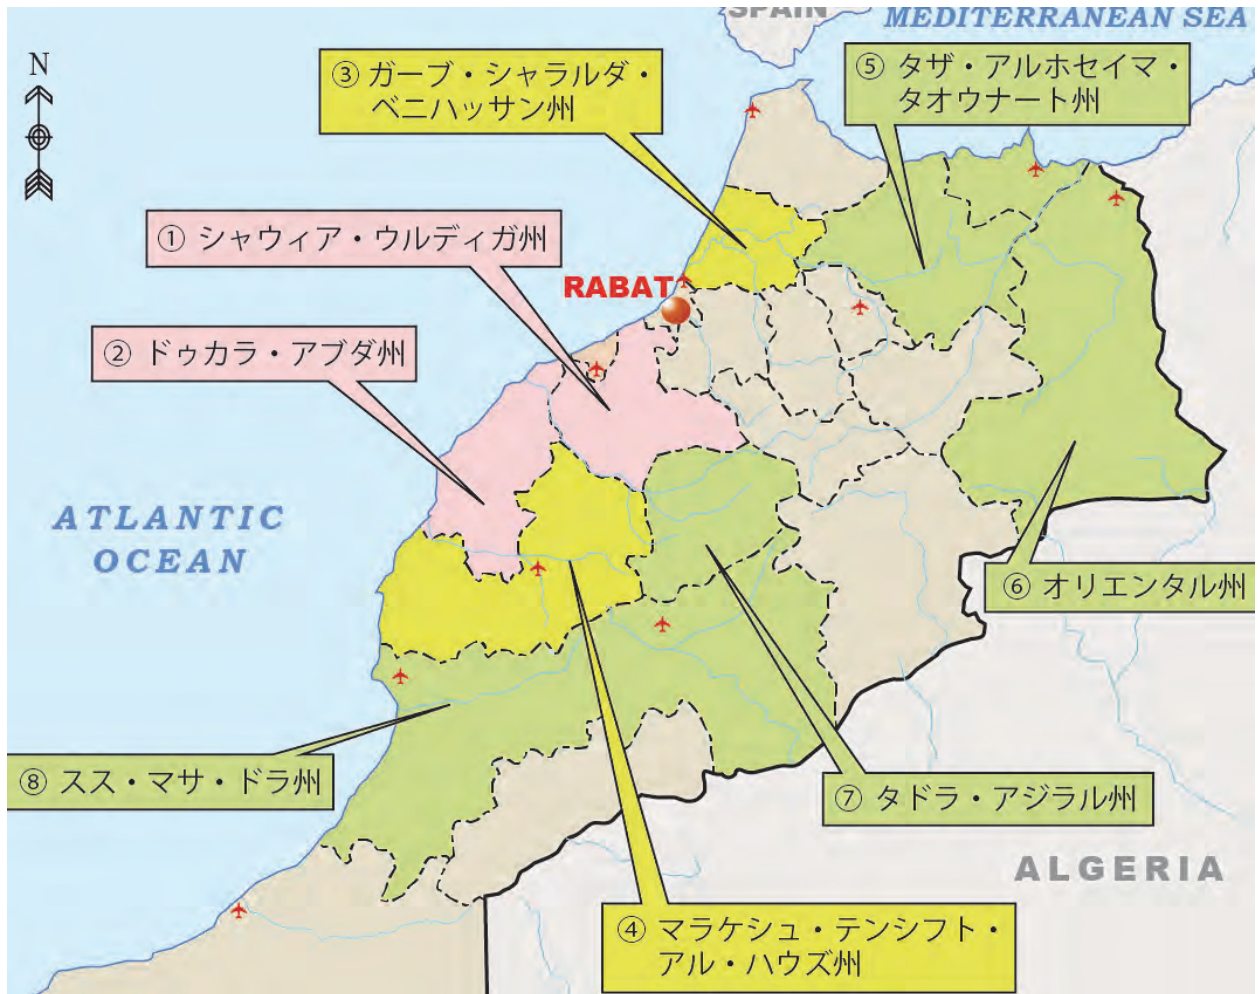 SPAIN
MEDITERRANEAN SEA
N
③ ガーブ・シャラルダ・
ベニハッサン州
⑤ タザ・アルホセイマ・
タオウナート州
① シャウィア・ウルディガ州
RABAT
② ドゥカラ・アブダ州
ATLANTIC
OCEAN
⑥ オリエンタル州
⑧ スス・マサ・ドラ州
⑦ タドラ・アジラル州
ALGERIA
④ マラケシュ・テンシフト・
アル・ハウズ州